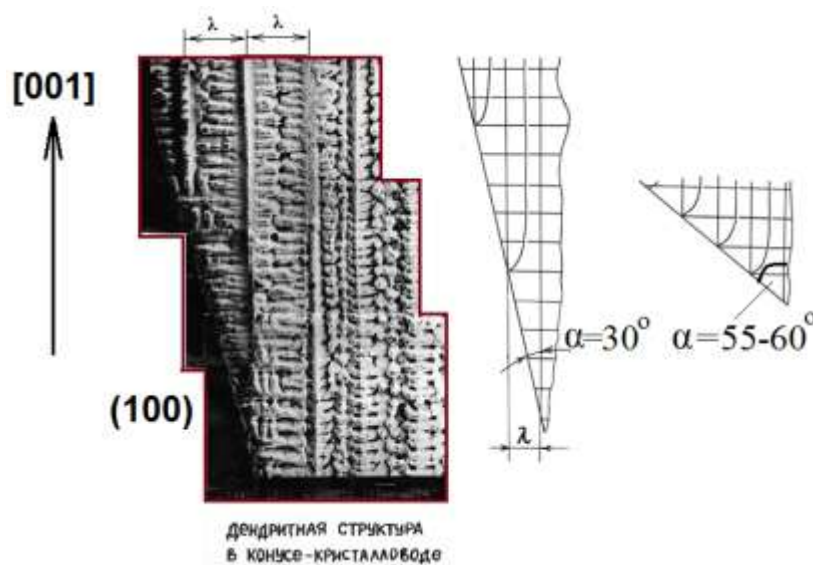 λ λ
[001]
(100)
α=30°
α=55-60°
λ
ДЕНДРИТНАЯ СТРУКТУРА
В КОНУСЕ-КРИСТАЛЛОВОДЕ